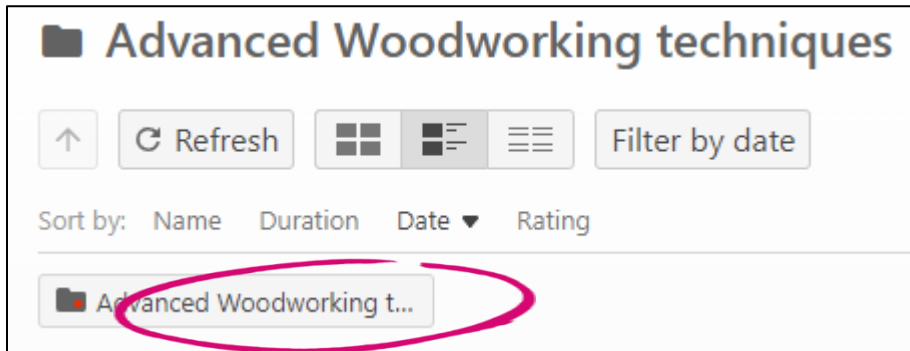 Advanced Woodworking techniques
Refresh Filter by date
Sort by: Name Duration Date Rating
Advanced Woodworking t...